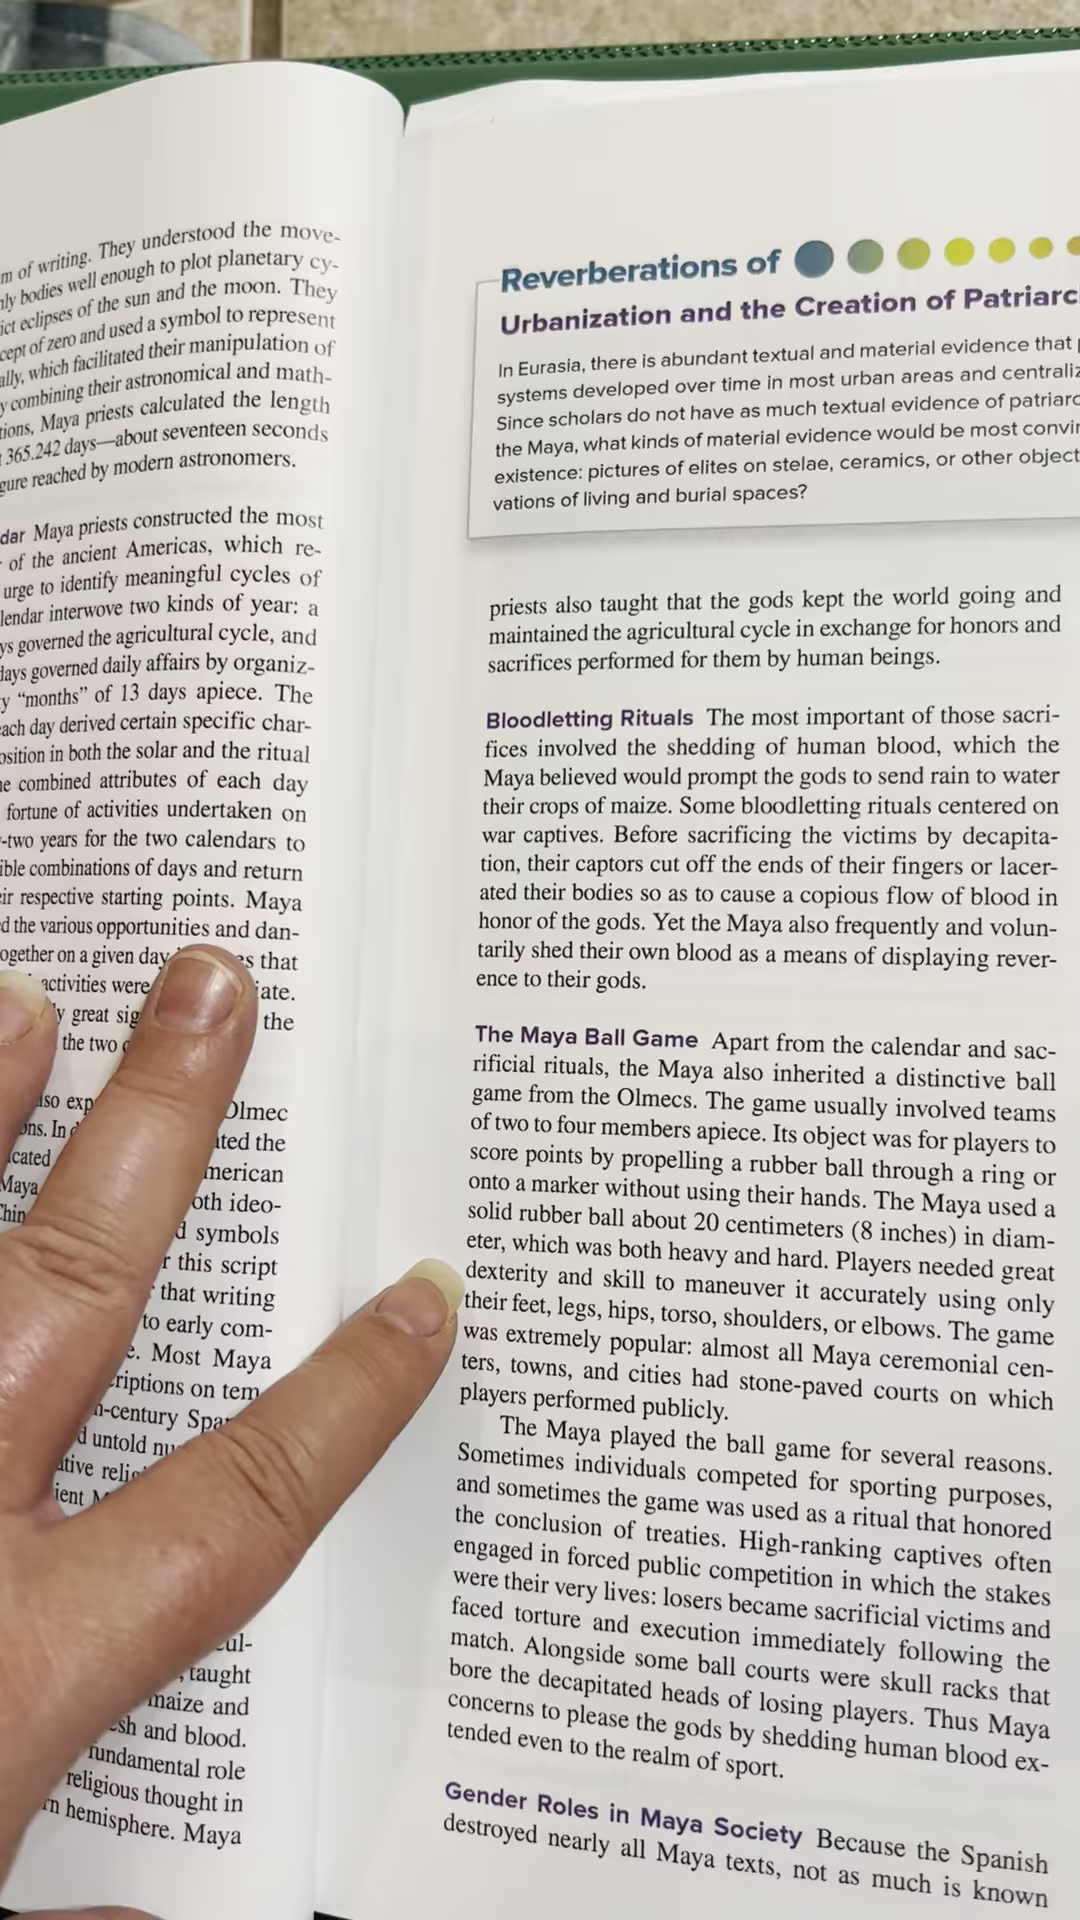 m of writing. They understood the move-
nly bodies well enough to plot planetary cy-
ict eclipses of the sun and the moon. They
cept of zero and used a symbol to represent
ally, which facilitated their manipulation of
y combining their astronomical and math-
tions, Maya priests calculated the length
365.242 days—about seventeen seconds
gure reached by modern astronomers.
dar Maya priests constructed the most
of the ancient Americas, which re-
urge to identify meaningful cycles of
lendar interwove two kinds of year: a
ys governed the agricultural cycle, and
days governed daily affairs by organiz-
y “months” of 13 days apiece. The
each day derived certain specific char-
osition in both the solar and the ritual
he combined attributes of each day
fortune of activities undertaken on
-two years for the two calendars to
ible combinations of days and return
eir respective starting points. Maya
d the various opportunities and dan-
ogether on a given day that
activities were iate.
y great sig the
the two
lso exp Olmec
ons. In ated the
cated merican
Maya oth ideo-
Chin d symbols
r this script
that writing
to early com-
e. Most Maya
criptions on tem
h-century Spa
d untold nu
ative relig
ient M
cul-
taught
maize and
esh and blood.
fundamental role
religious thought in
rn hemisphere. Maya
Reverberations of
Urbanization and the Creation of Patriarc
In Eurasia, there is abundant textual and material evidence that p
systems developed over time in most urban areas and centraliz
Since scholars do not have as much textual evidence of patriarc
the Maya, what kinds of material evidence would be most convin
existence: pictures of elites on stelae, ceramics, or other object
vations of living and burial spaces?
priests also taught that the gods kept the world going and
maintained the agricultural cycle in exchange for honors and
sacrifices performed for them by human beings.
Bloodletting Rituals The most important of those sacri-
fices involved the shedding of human blood, which the
Maya believed would prompt the gods to send rain to water
their crops of maize. Some bloodletting rituals centered on
war captives. Before sacrificing the victims by decapita-
tion, their captors cut off the ends of their fingers or lacer-
ated their bodies so as to cause a copious flow of blood in
honor of the gods. Yet the Maya also frequently and volun-
tarily shed their own blood as a means of displaying rever-
ence to their gods.
The Maya Ball Game Apart from the calendar and sac-
rificial rituals, the Maya also inherited a distinctive ball
game from the Olmecs. The game usually involved teams
of two to four members apiece. Its object was for players to
score points by propelling a rubber ball through a ring or
onto a marker without using their hands. The Maya used a
solid rubber ball about 20 centimeters (8 inches) in diam-
eter, which was both heavy and hard. Players needed great
dexterity and skill to maneuver it accurately using only
their feet, legs, hips, torso, shoulders, or elbows. The game
was extremely popular: almost all Maya ceremonial cen-
ters, towns, and cities had stone-paved courts on which
players performed publicly.
The Maya played the ball game for several reasons.
Sometimes individuals competed for sporting purposes,
and sometimes the game was used as a ritual that honored
the conclusion of treaties. High-ranking captives often
engaged in forced public competition in which the stakes
were their very lives: losers became sacrificial victims and
faced torture and execution immediately following the
match. Alongside some ball courts were skull racks that
bore the decapitated heads of losing players. Thus Maya
concerns to please the gods by shedding human blood ex-
tended even to the realm of sport.
Gender Roles in Maya Society Because the Spanish
destroyed nearly all Maya texts, not as much is known